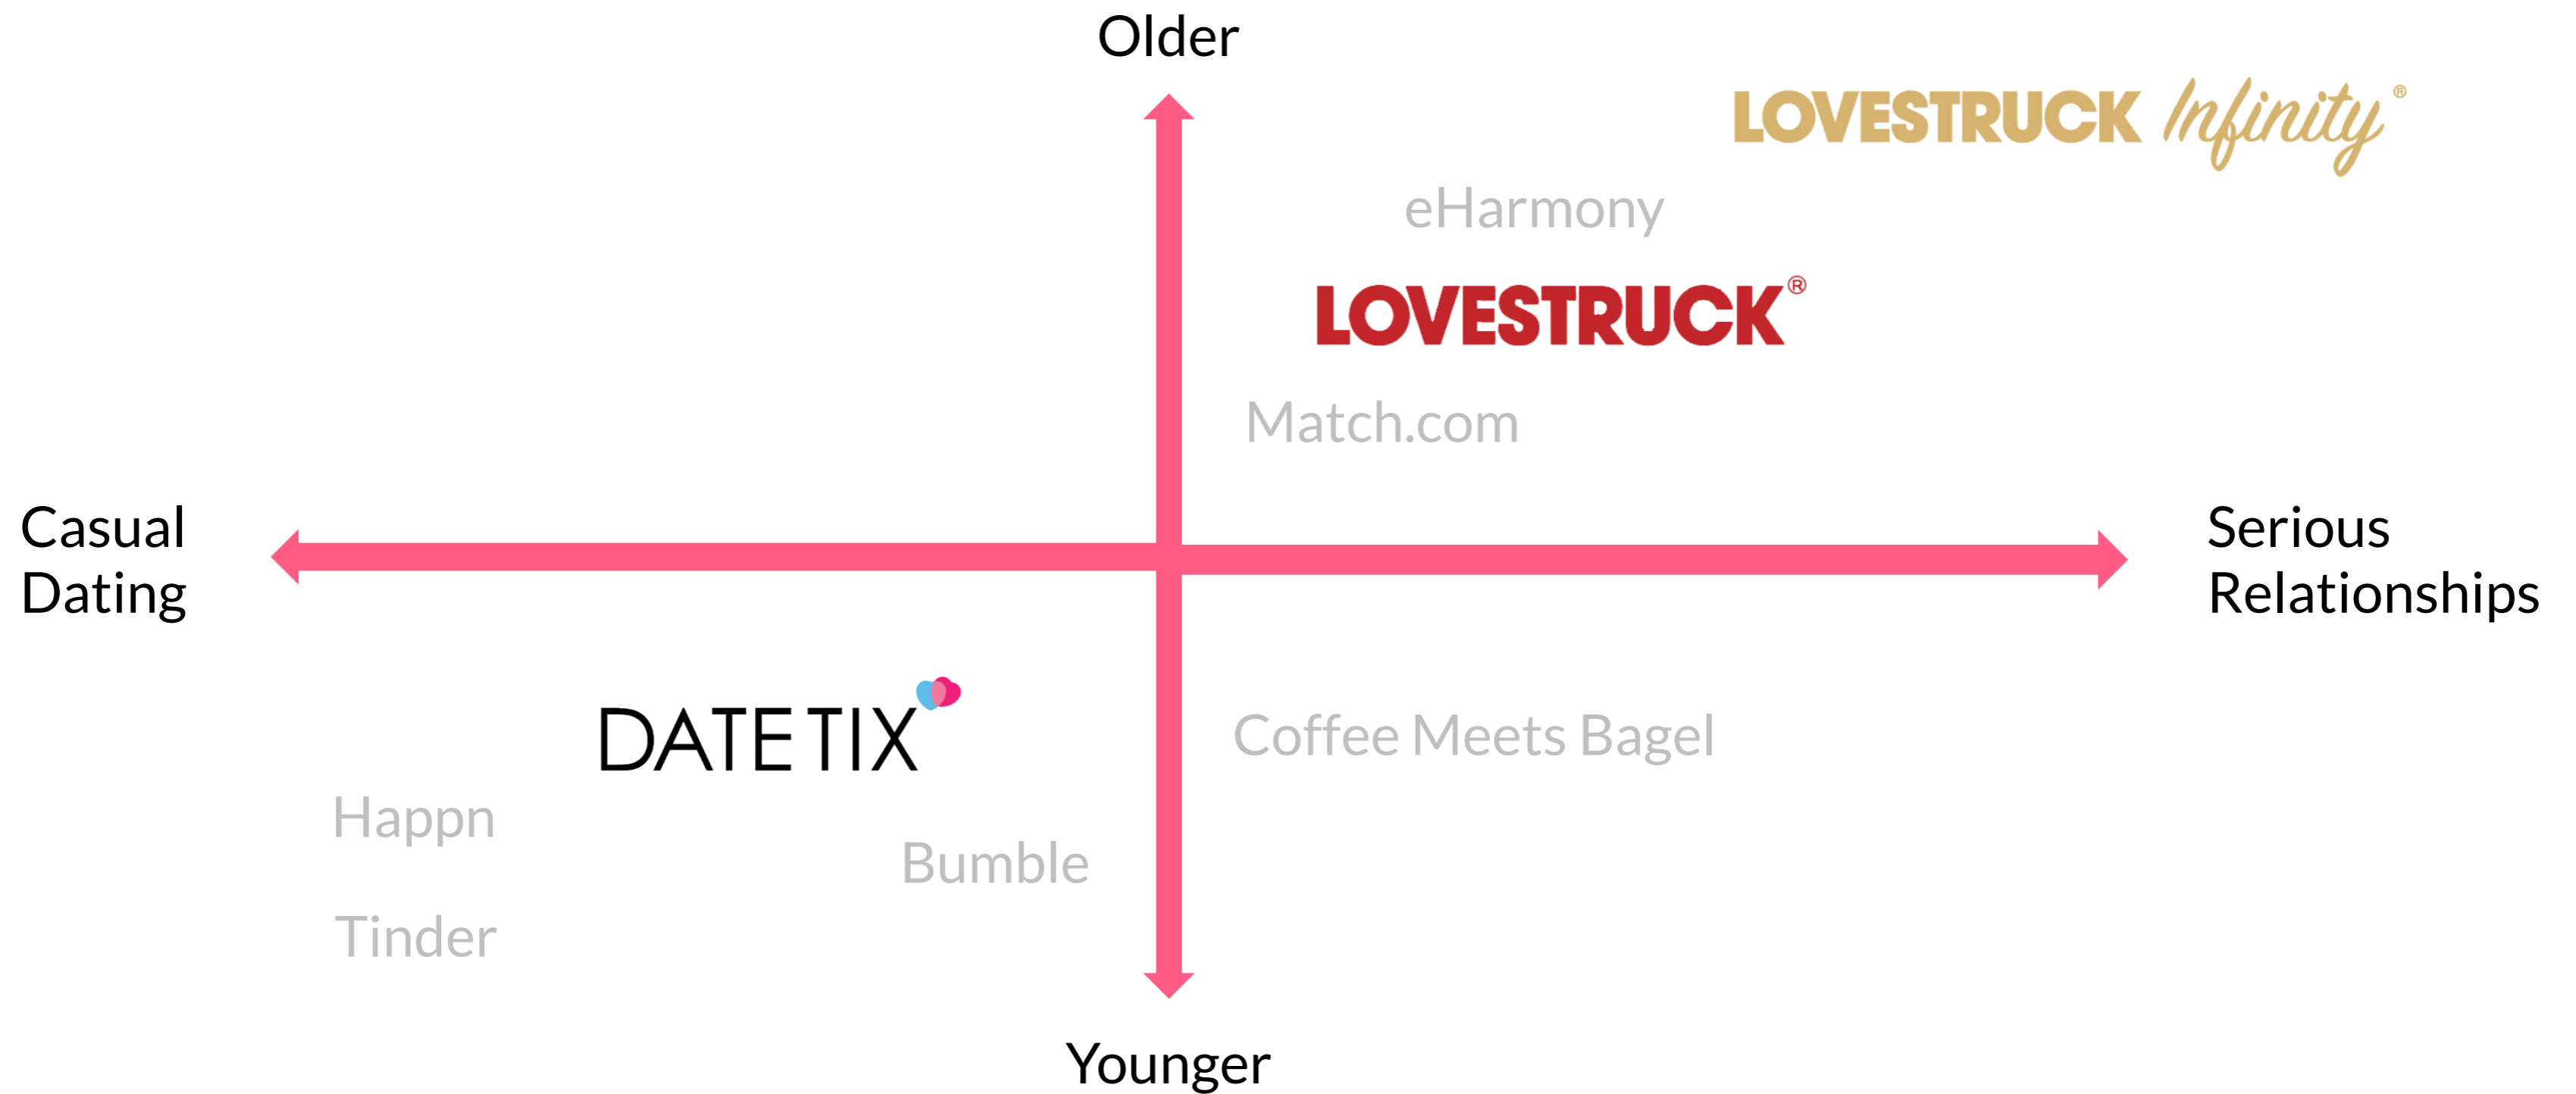 Older
LOVESTRUCK Infinity®
eHarmony
LOVESTRUCK®
Match.com
Casual
Dating
Serious
Relationships
DATETIX
Coffee Meets Bagel
Happn
Bumble
Tinder
Younger